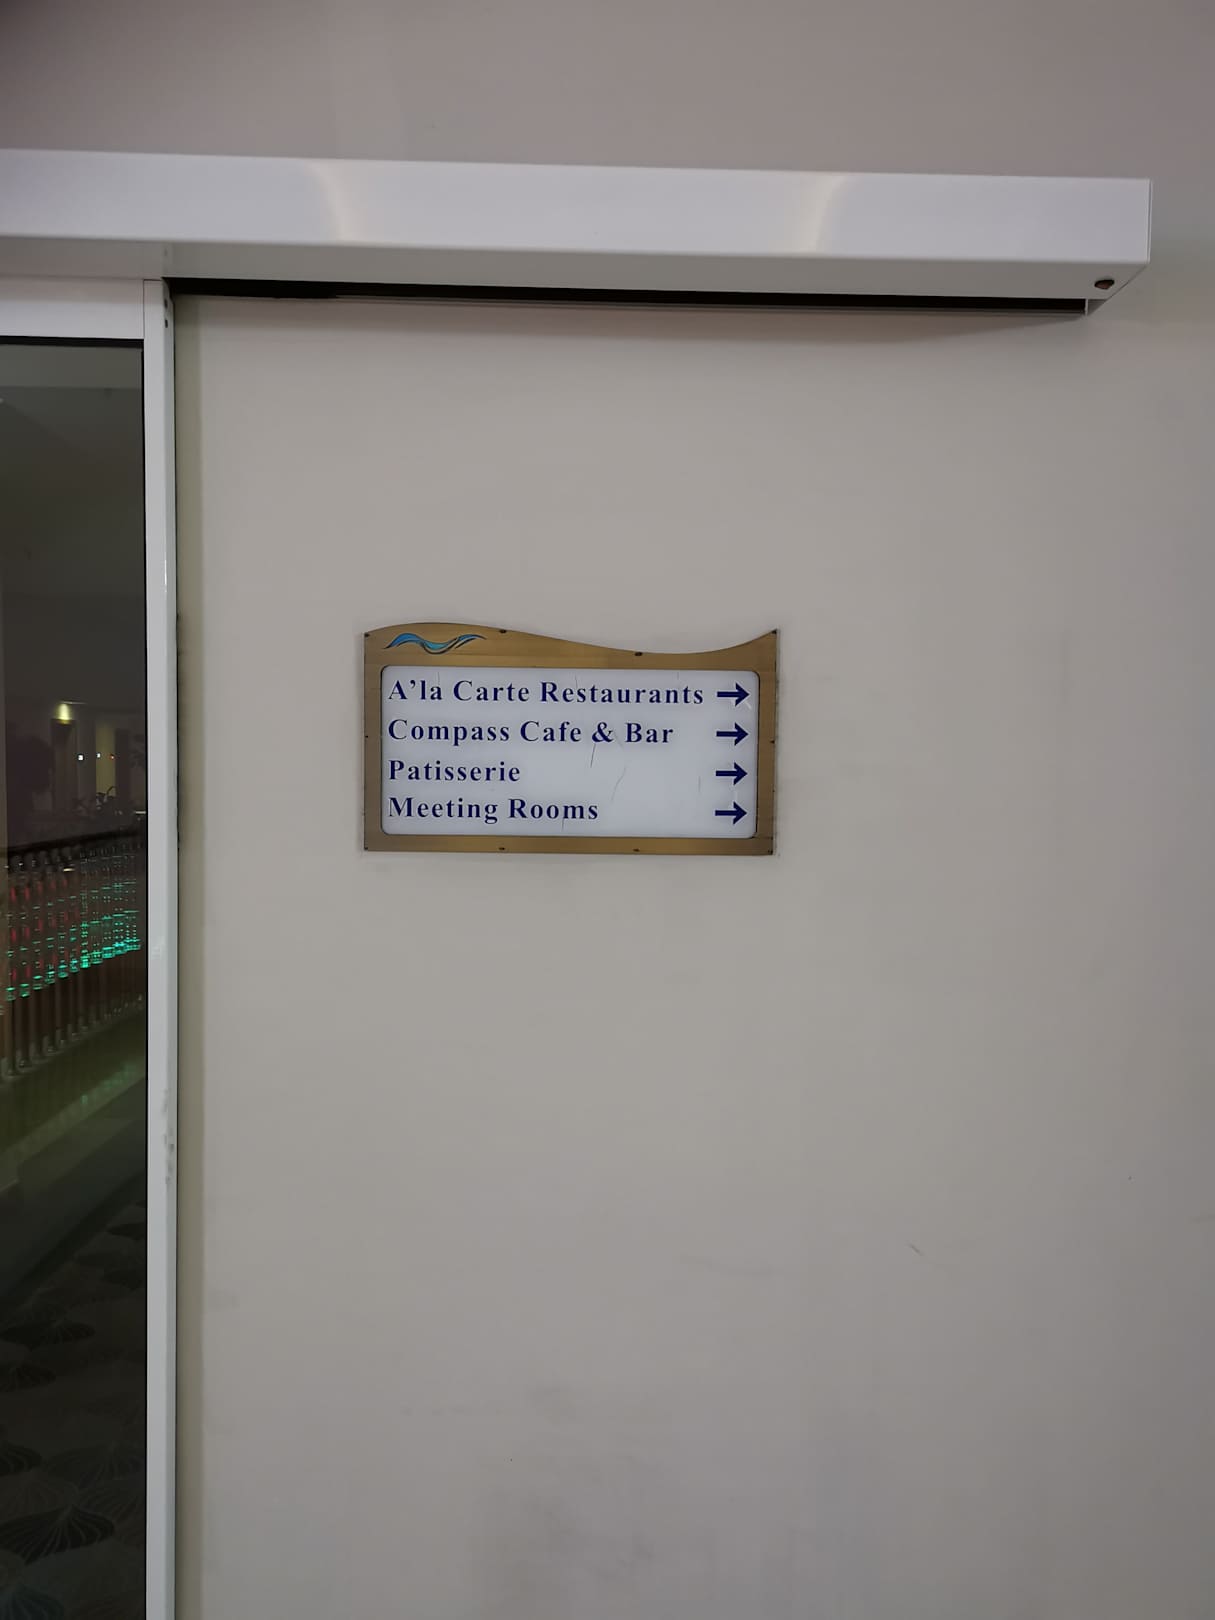 A'la Carte Restaurants →
Compass Cafe & Bar →
Patisserie →
Meeting Rooms →